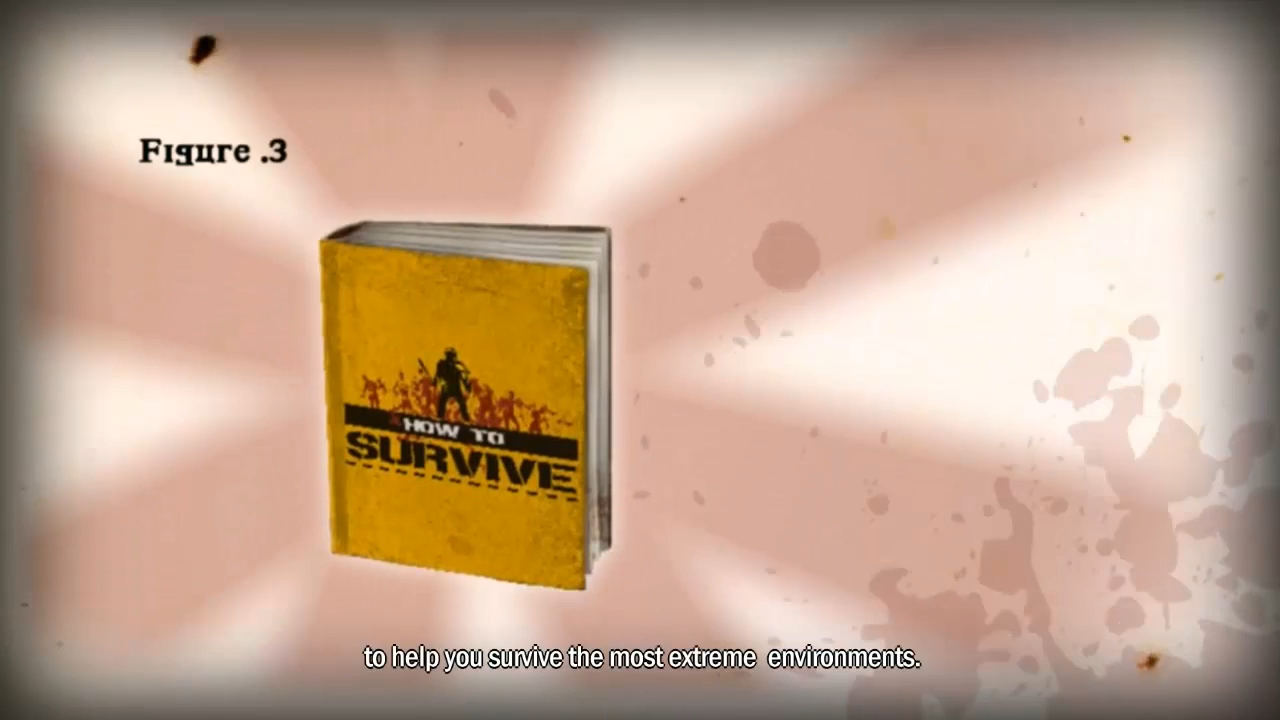 Figure .3
HOW TO
SURVIVE
to help you survive the most extreme  environments.